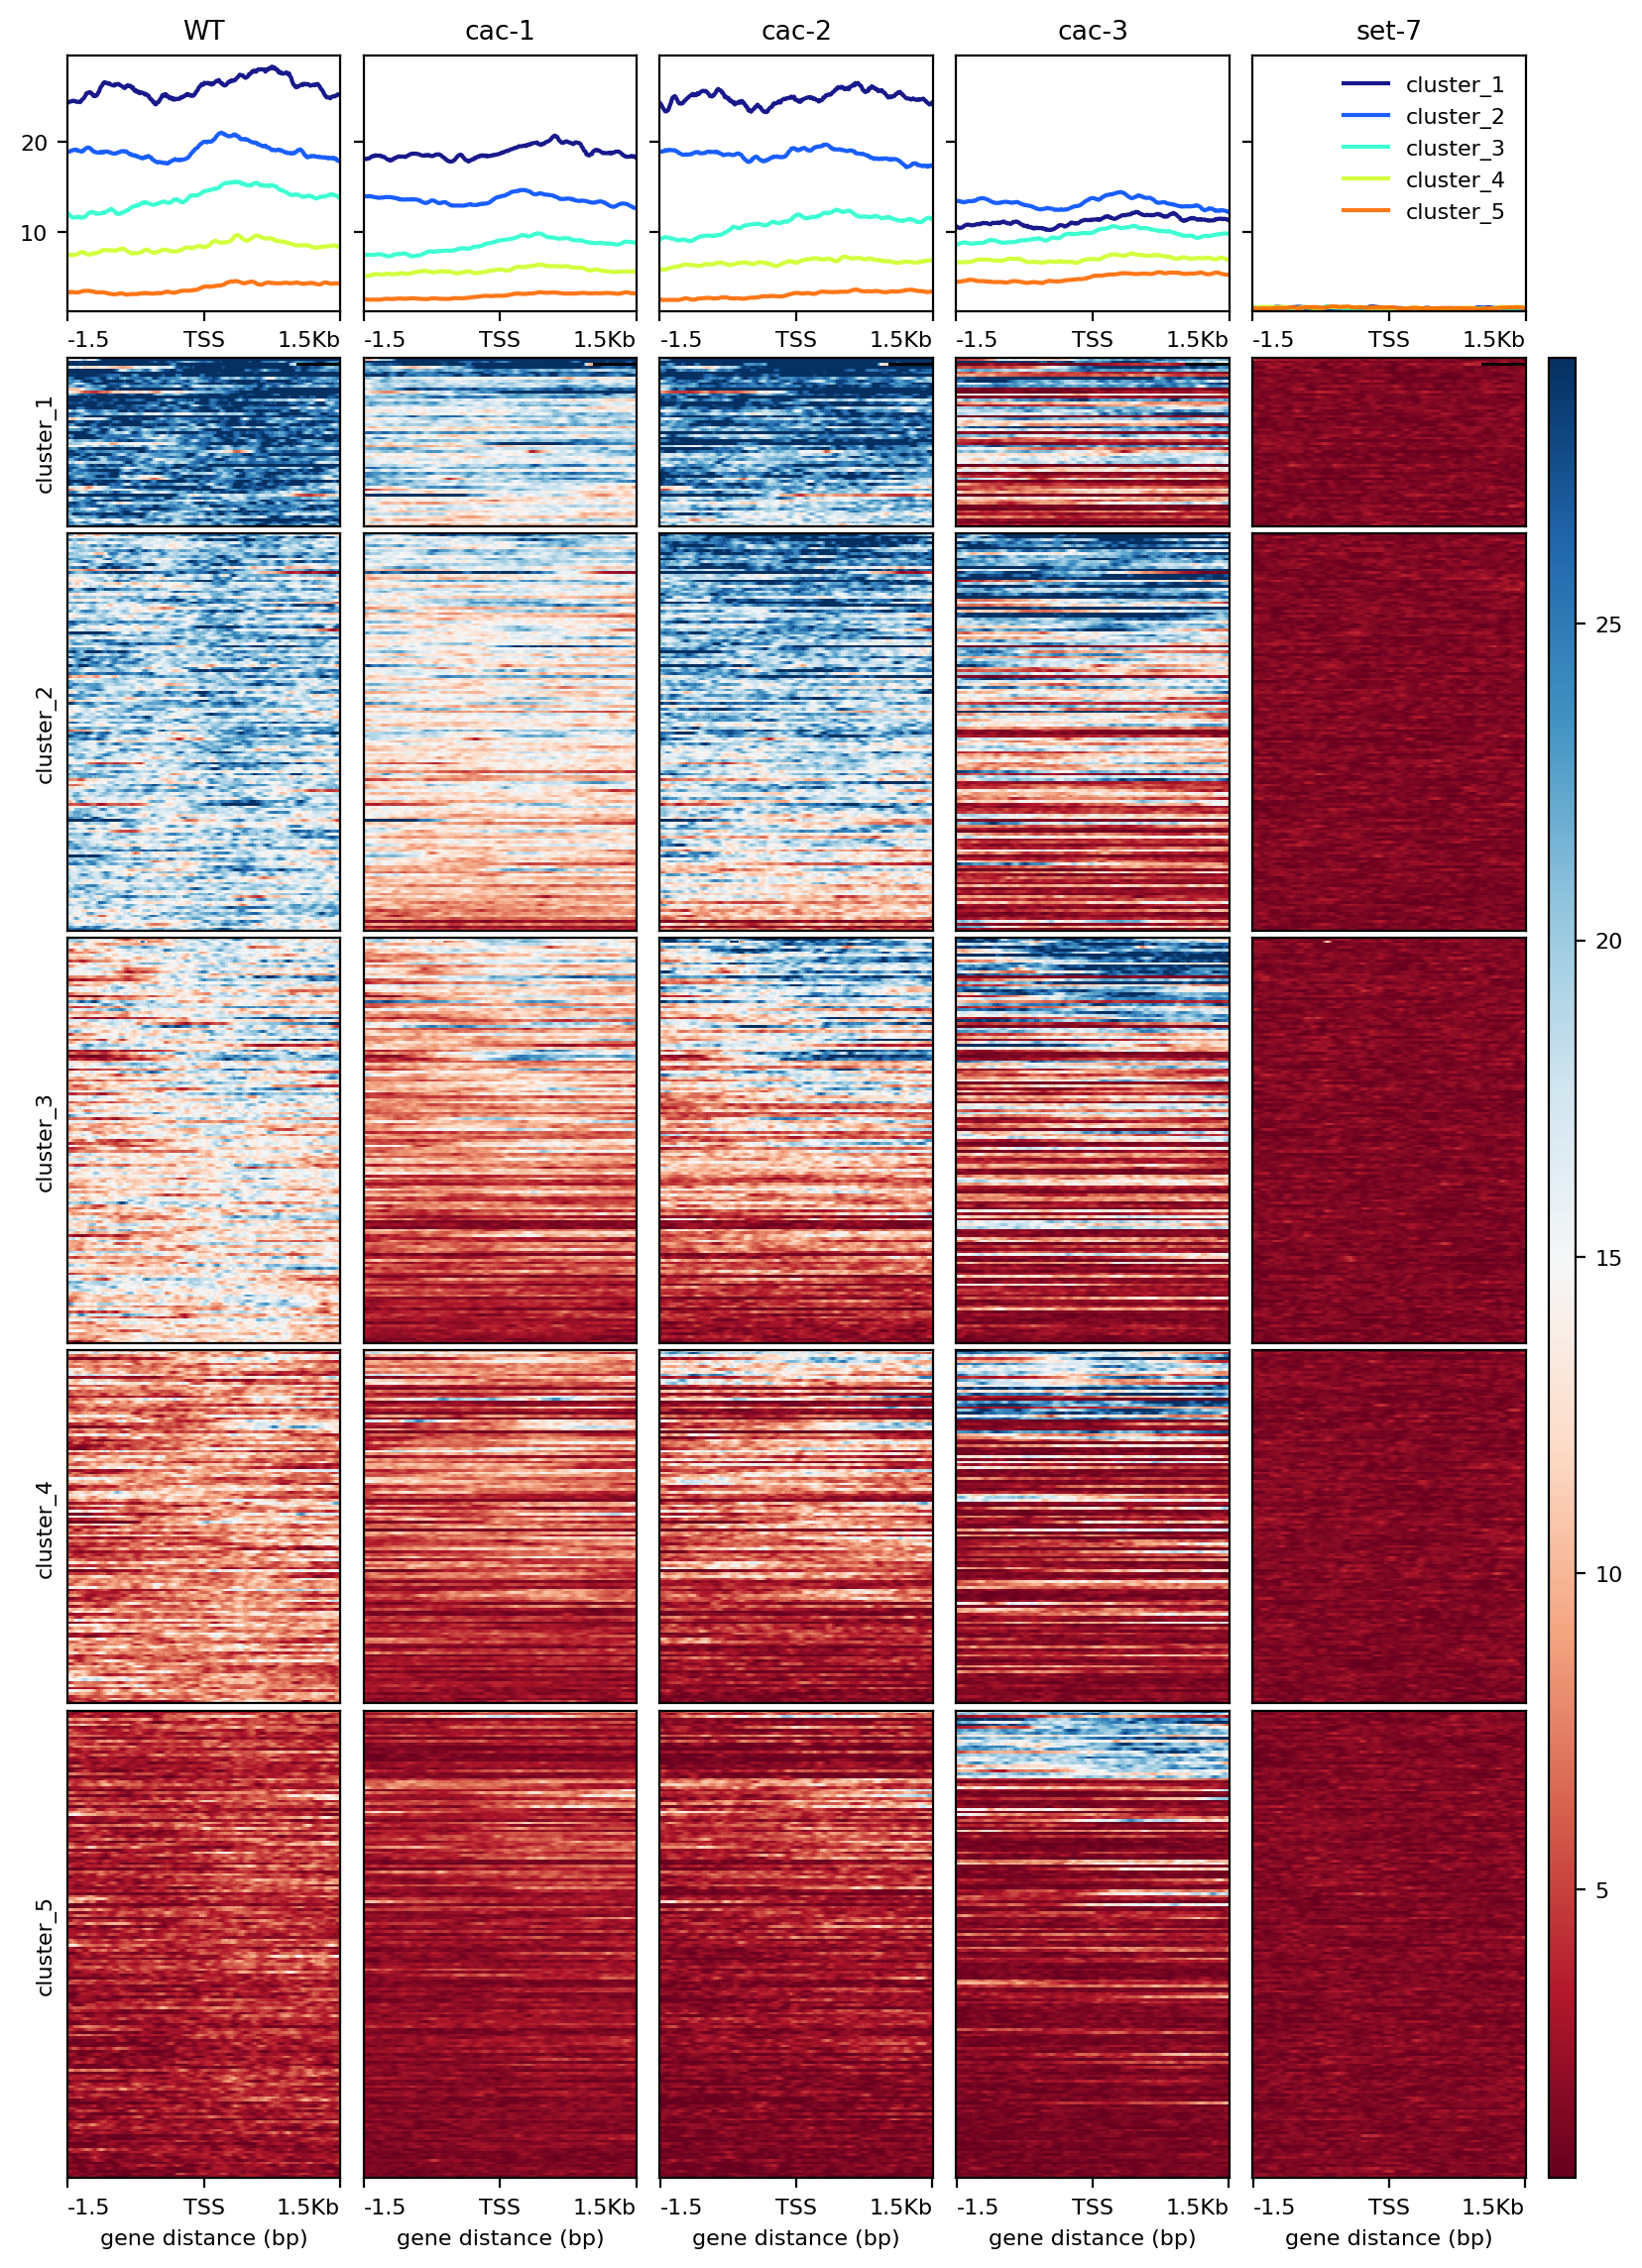 WT cac-1 cac-2 cac-3 set-7
20
10
cluster_1
cluster_2
cluster_3
cluster_4
cluster_5
-1.5 TSS 1.5Kb -1.5 TSS 1.5Kb -1.5 TSS 1.5Kb -1.5 TSS 1.5Kb -1.5 TSS 1.5Kb
cluster_1
cluster_2
cluster_3
cluster_4
cluster_5
25
20
15
10
5
-1.5 TSS 1.5Kb -1.5 TSS 1.5Kb -1.5 TSS 1.5Kb -1.5 TSS 1.5Kb -1.5 TSS 1.5Kb
gene distance (bp) gene distance (bp) gene distance (bp) gene distance (bp) gene distance (bp)